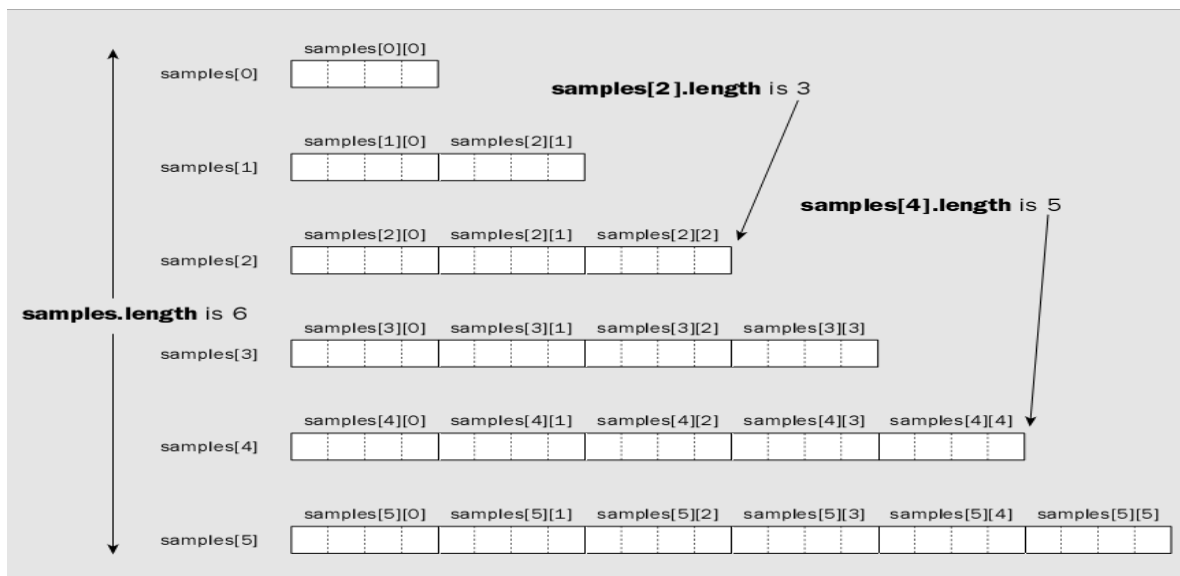 samples[0][0]
samples[0]
samples[2].length is 3
samples[1][0] samples[2][1]
samples[1]
samples[4].length is 5
samples[2][0] samples[2][1] samples[2][2]
samples[2]
samples.length is 6
samples[3][0] samples[3][1] samples[3][2] samples[3][3]
samples[3]
samples[4][0] samples[4][1] samples[4][2] samples[4][3] samples[4][4]
samples[4]
samples[5][0] samples[5][1] samples[5][2] samples[5][3] samples[5][4] samples[5][5]
samples[5]